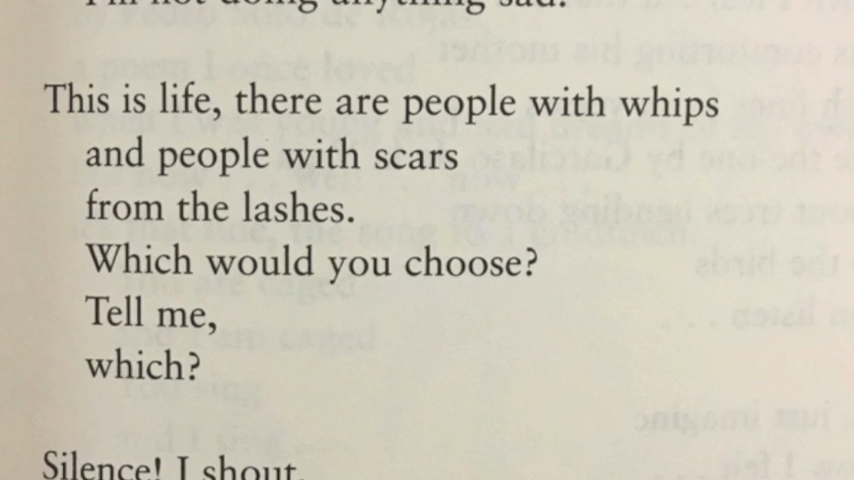 I'm not doing anything sad.
This is life, there are people with whips
and people with scars
from the lashes.
Which would you choose?
Tell me,
which?
Silence! I shout.